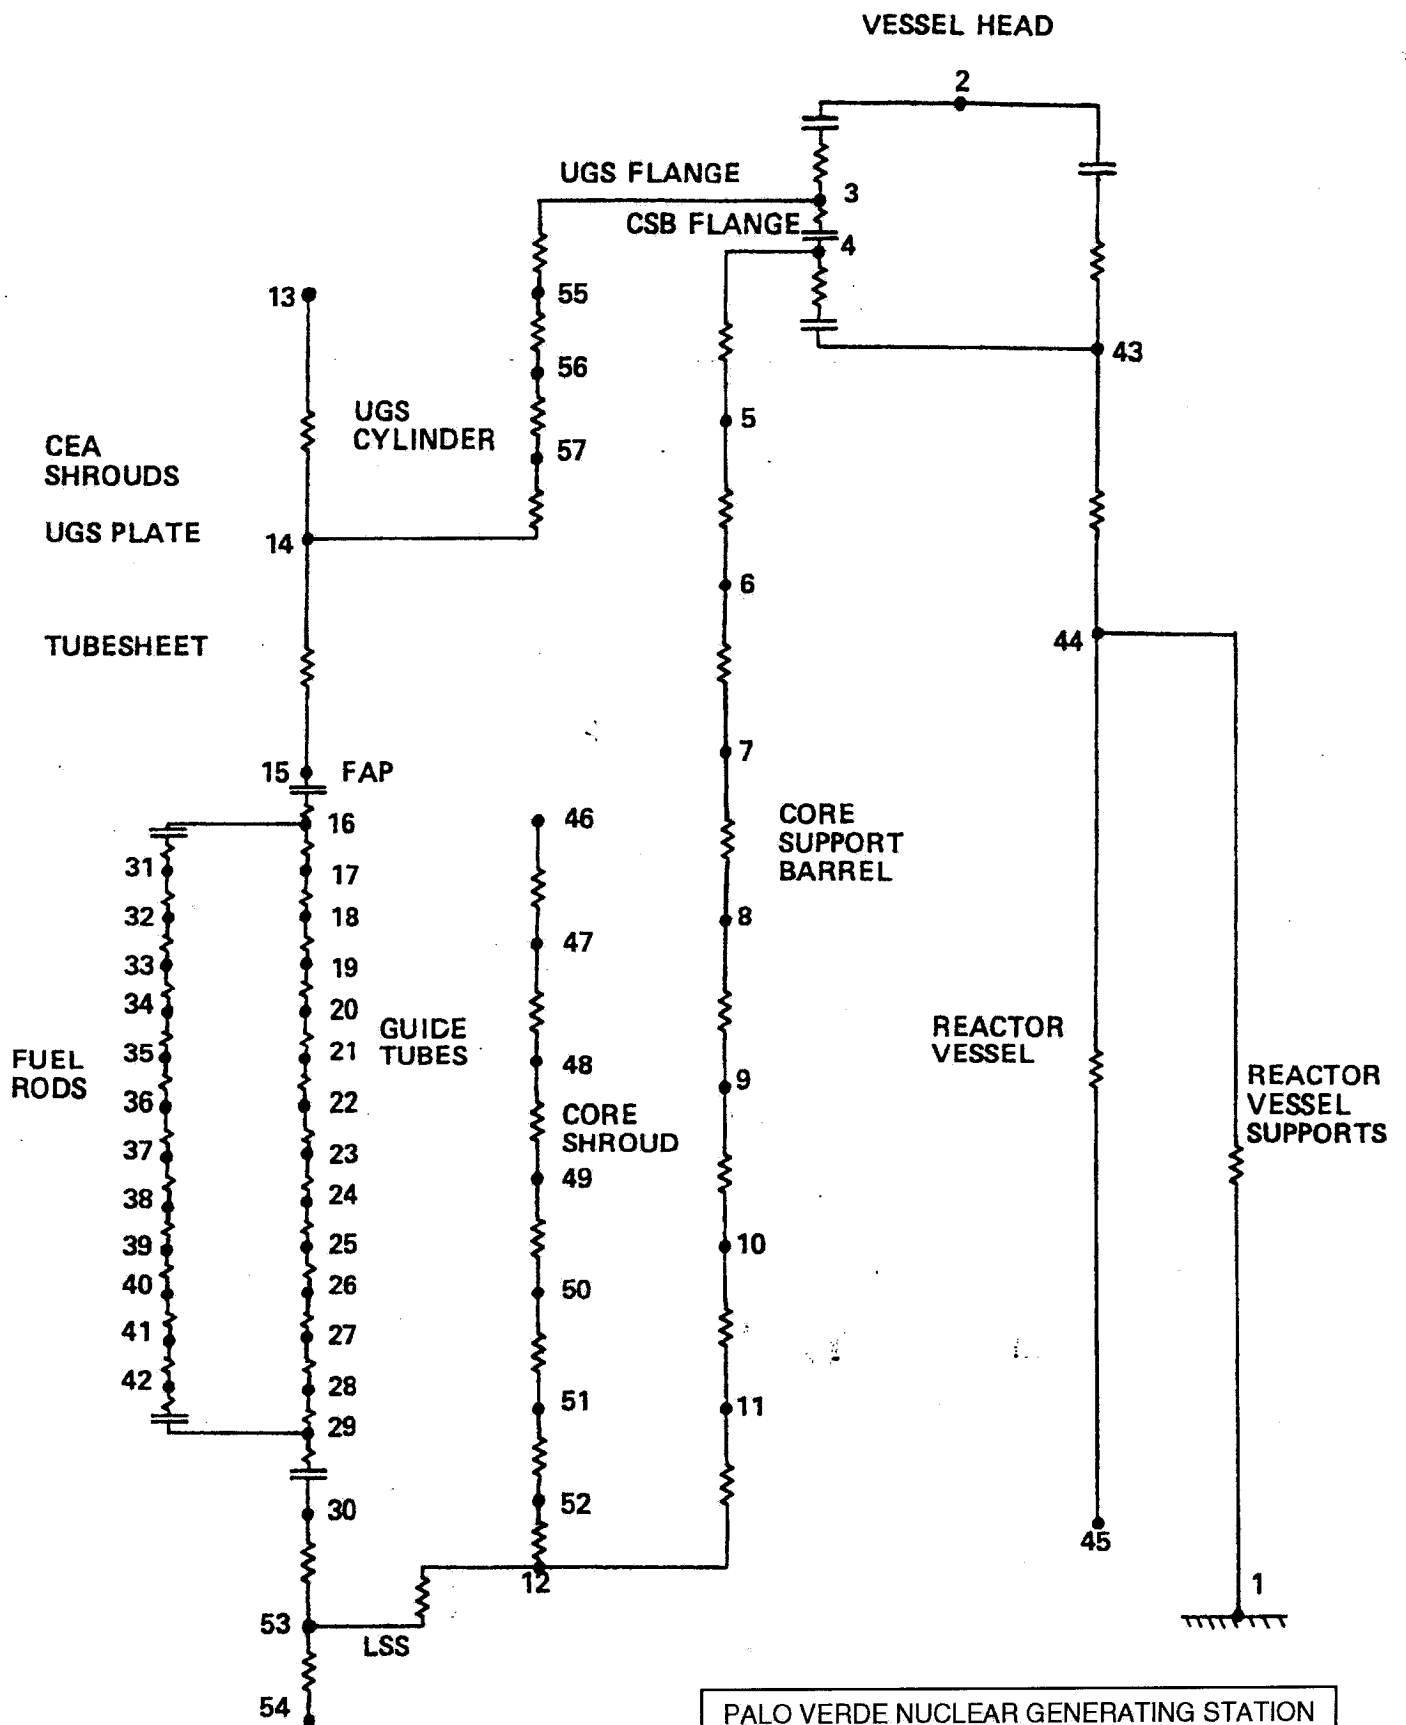 VESSEL HEAD
2
UGS FLANGE
3
CSB FLANGE
4
13
55
43
56
UGS
CYLINDER
5
CEA
SHROUDS
57
UGS PLATE
14
6
44
TUBESHEET
7
15
FAP
16
46
CORE
SUPPORT
BARREL
31
17
32
18
8
33
19
47
34
20
GUIDE
TUBES
REACTOR
VESSEL
FUEL
RODS
35
21
48
9
REACTOR
VESSEL
SUPPORTS
36
22
CORE
SHROUD
37
23
49
38
24
39
25
10
40
26
50
41
27
42
28
51
11
29
30
52
45
12
1
53
LSS
54
PALO VERDE NUCLEAR GENERATING STATION